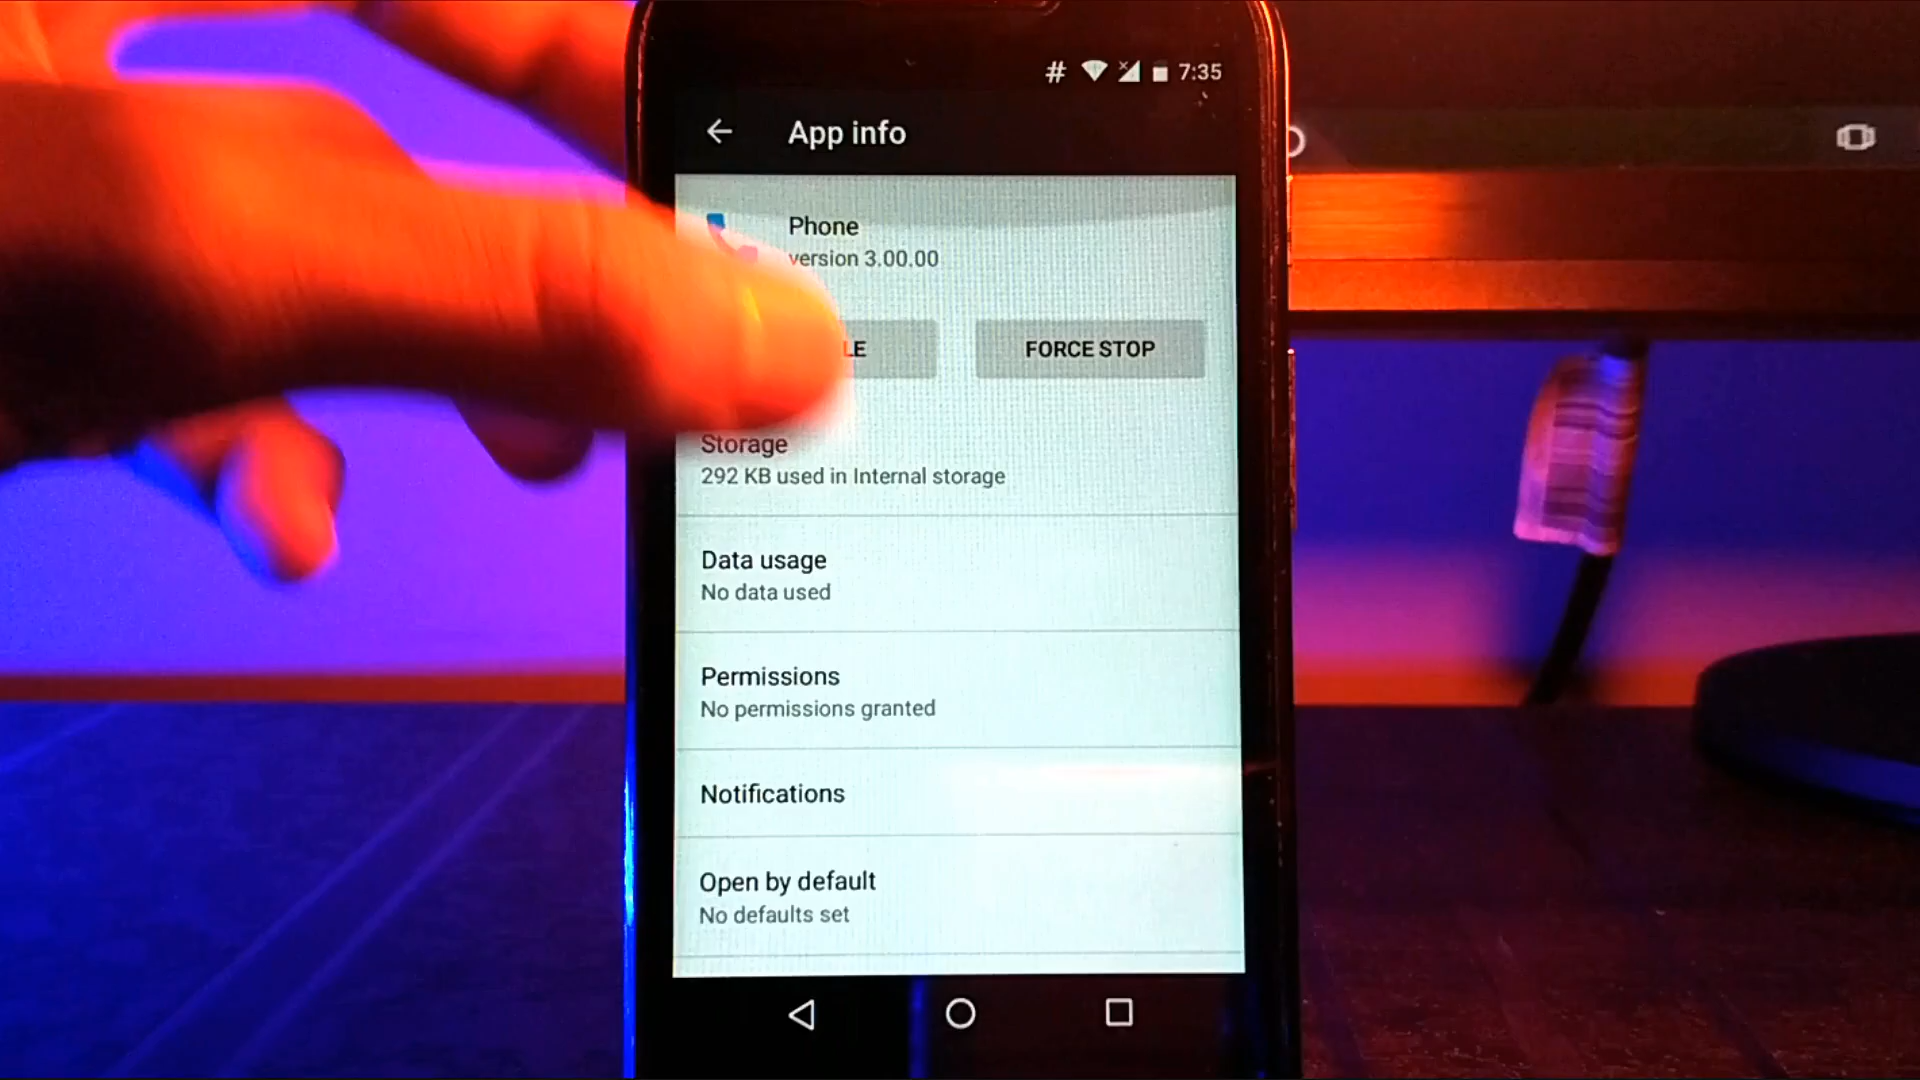 # 7:35
App info
Phone
version 3.00.00
LE
FORCE STOP
Storage
292 KB used in Internal storage
Data usage
No data used
Permissions
No permissions granted
Notifications
Open by default
No defaults set